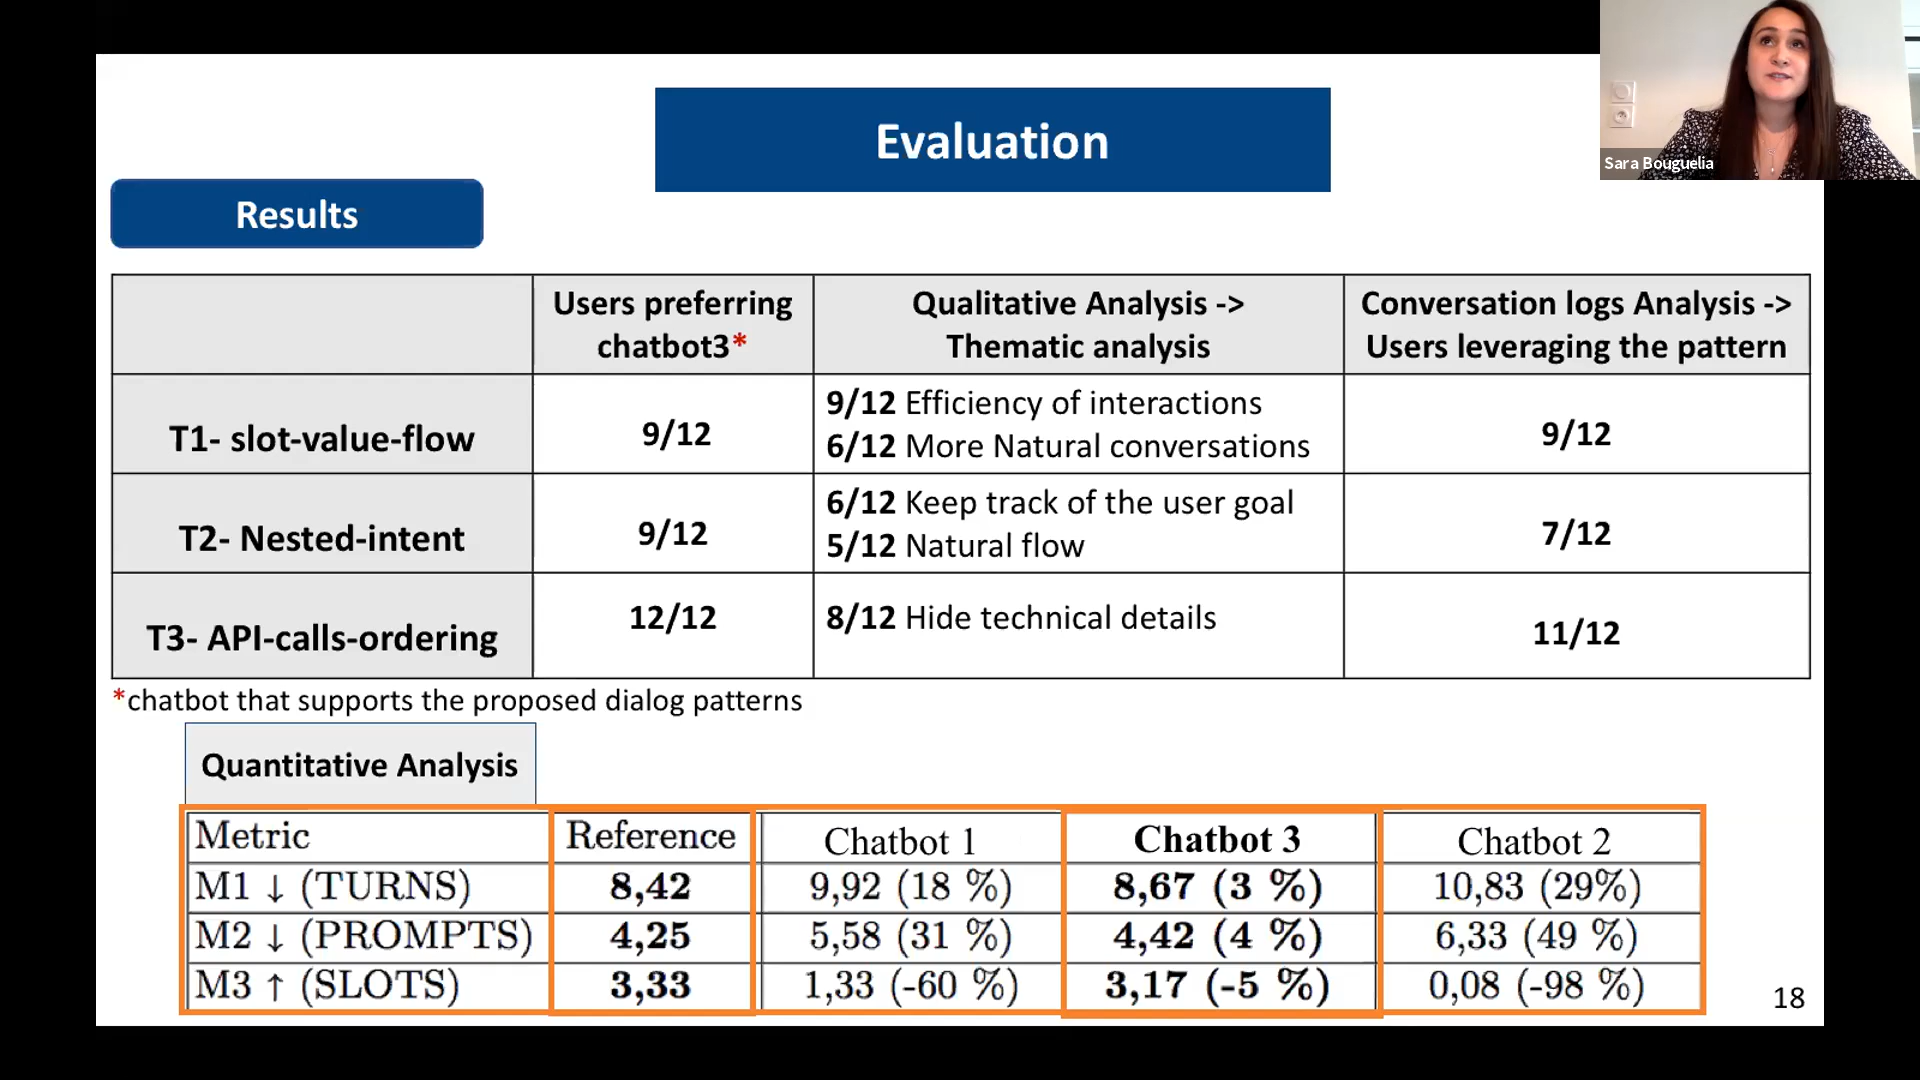 Evaluation
Sara Bouguelia
Results
Users preferring
chatbot3*
Qualitative Analysis ->
Thematic analysis
Conversation logs Analysis ->
Users leveraging the pattern
T1- slot-value-flow
9/12
9/12 Efficiency of interactions
6/12 More Natural conversations
9/12
T2- Nested-intent
9/12
6/12 Keep track of the user goal
5/12 Natural flow
7/12
T3- API-calls-ordering
12/12
8/12 Hide technical details
11/12
*chatbot that supports the proposed dialog patterns
Quantitative Analysis
Metric Reference Chatbot 1 Chatbot 3 Chatbot 2
M1 ↓ (TURNS) 8,42 9,92 (18 %) 8,67 (3 %) 10,83 (29%)
M2 ↓ (PROMPTS) 4,25 5,58 (31 %) 4,42 (4 %) 6,33 (49 %)
M3 ↑ (SLOTS) 3,33 1,33 (-60 %) 3,17 (-5 %) 0,08 (-98 %)
18